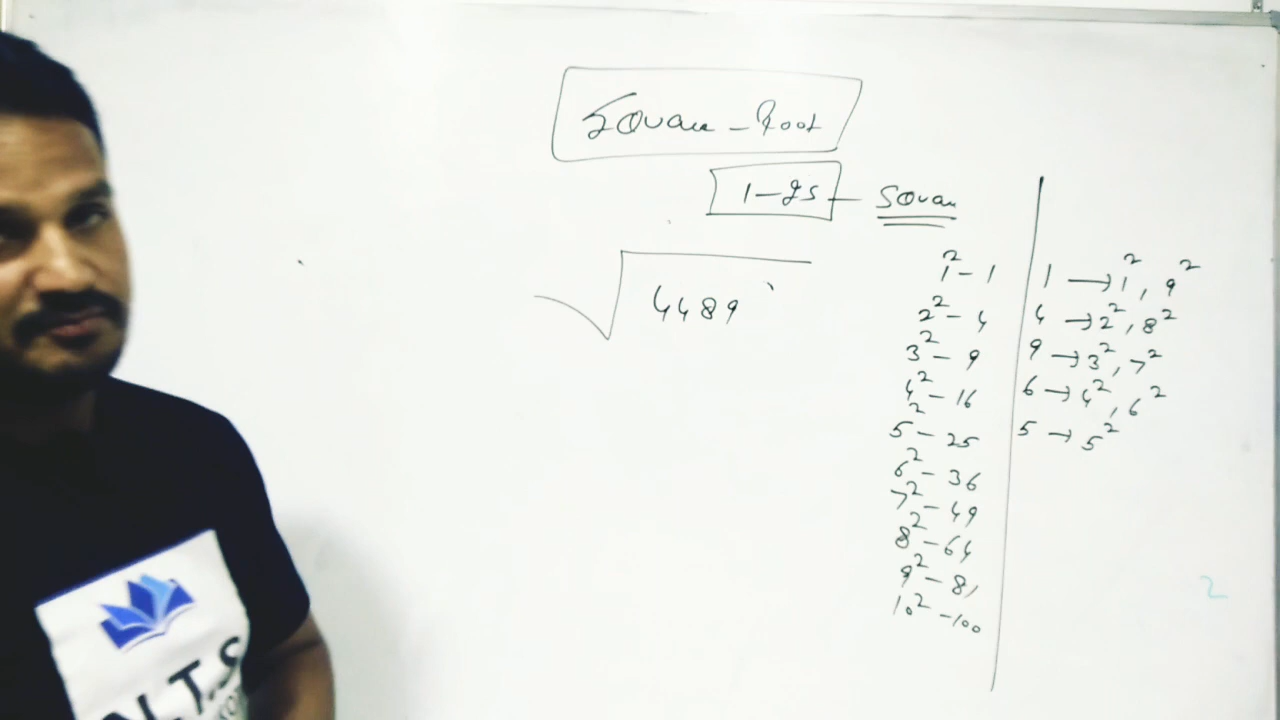 Square - Root
1-25 - Square
√4489
1² - 1
2² - 4
3² - 9
4² - 16
5² - 25
6² - 36
7² - 49
8² - 64
9² - 81
10² - 100
1 → 1², 9²
4 → 2², 8²
9 → 3², 7²
6 → 4², 6²
5 → 5²
2
N.T.S